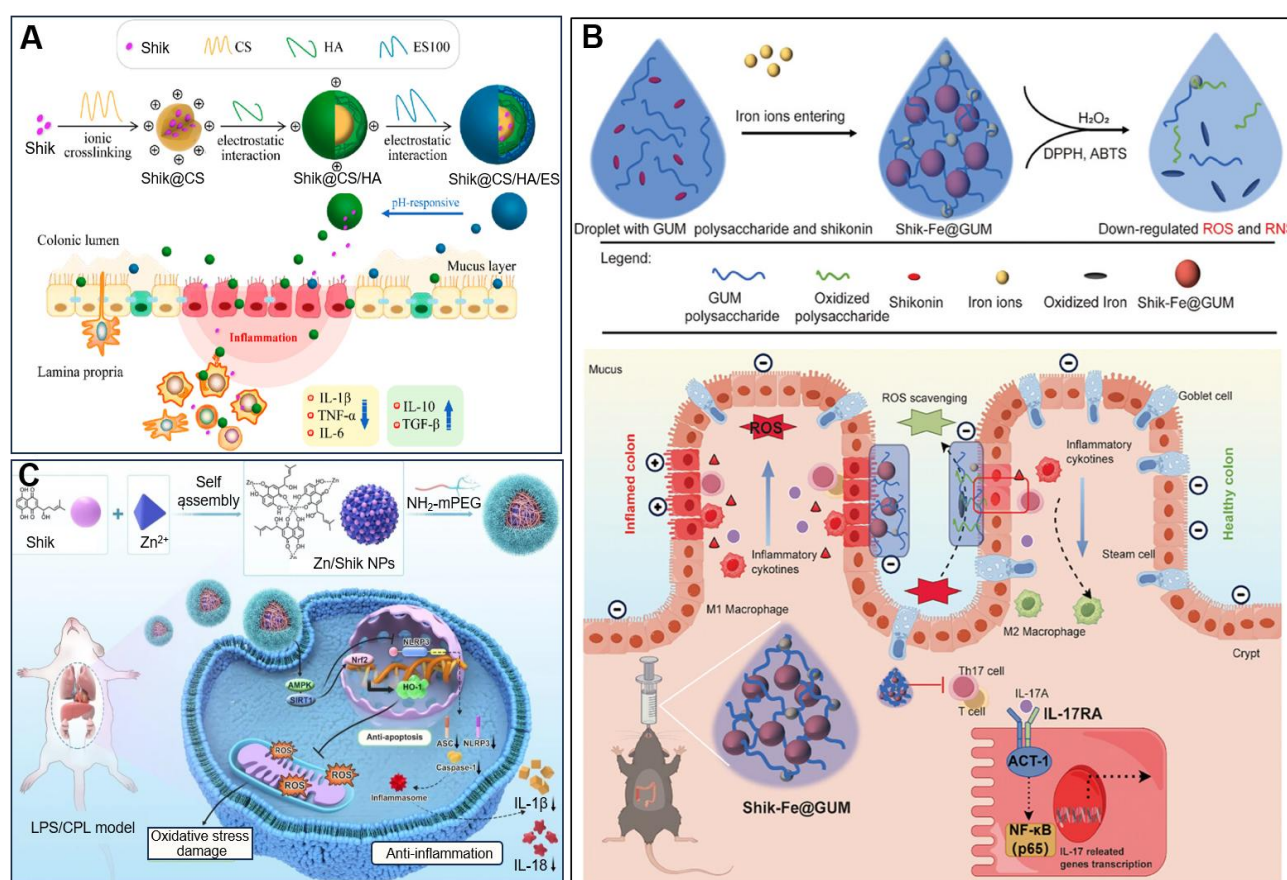 A
Shik
CS
HA
ES100
Shik
ionic
crosslinking
electrostatic
interaction
electrostatic
interaction
Shik@CS
Shik@CS/HA
Shik@CS/HA/ES
pH-responsive
Colonic lumen
Mucus layer
Inflammation
Lamina propria
IL-1β
TNF-α
IL-6
IL-10
TGF-β
B
Iron ions entering
H₂O₂
DPPH, ABTS
Droplet with GUM polysaccharide and shikonin
Shik-Fe@GUM
Down-regulated ROS and RNS
Legend:
GUM
polysaccharide
Oxidized
polysaccharide
Shikonin
Iron ions
Oxidized Iron
Shik-Fe@GUM
Mucus
ROS
ROS scavenging
Goblet cell
Inflammatory
cykotines
Inflamed colon
Healthy colon
Inflammatory
cykotines
Steam cell
M1 Macrophage
M2 Macrophage
Crypt
Th17 cell
T cell
IL-17A
IL-17RA
ACT-1
NF-κB
(p65)
IL-17 releated
genes transcription
Shik-Fe@GUM
C
Shik
+
Zn²⁺
Self
assembly
Zn
Zn
Zn
Zn/Shik NPs
NH₂-mPEG
NLRP3
Nrf2
HO-1
AMPK
SIRT1
Anti-apoptosis
ASC
NLRP3
Caspase-1
ROS
ROS
ROS
Inflammasome
IL-1β
IL-18
LPS/CPL model
Oxidative stress
damage
Anti-inflammation